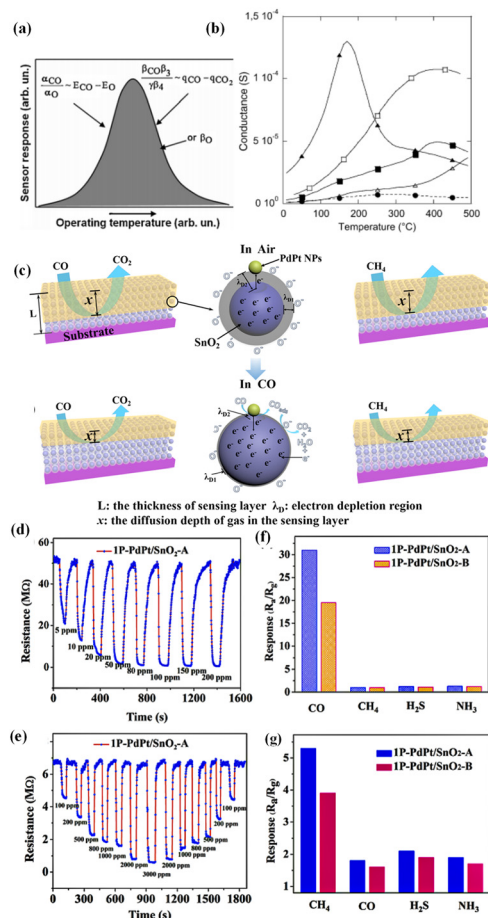 (a)
αCO/αO ~ECO~EO
βCOβ3/γβ4 ~qCO~qCO2
or βO
Sensor response (arb. un.)
Operating temperature (arb. un.)
(b)
1,5 10⁻⁴
1 10⁻⁴
5 10⁻⁵
0 10⁰
Conductance (S)
0 100 200 300 400 500
Temperature (°C)
(c)
In Air
CO CO₂
PdPt NPs
CH₄
L
x
λD2
e⁻
λD1
O⁻
SnO₂
Substrate
In CO
CO CO₂
CH₄
x
λD2
λD1
CO
CO₂
H₂O
e⁻
L: the thickness of sensing layer λD: electron depletion region
x: the diffusion depth of gas in the sensing layer
(d)
1P-PdPt/SnO₂-A
Resistance (MΩ)
60
40
20
0
5 ppm
10 ppm
20 ppm
50 ppm
80 ppm
100 ppm
150 ppm
200 ppm
0 400 800 1200 1600
Time (s)
(f)
1P-PdPt/SnO₂-A
1P-PdPt/SnO₂-B
Response (Ra/Rg)
30
25
20
15
10
5
0
CO CH₄ H₂S NH₃
(e)
1P-PdPt/SnO₂-A
Resistance (MΩ)
6
4
2
0
100 ppm
200 ppm
500 ppm
800 ppm
1000 ppm
2000 ppm
3000 ppm
2000 ppm
1000 ppm
800 ppm
500 ppm
200 ppm
100 ppm
0 300 600 900 1200 1500 1800
Time (s)
(g)
1P-PdPt/SnO₂-A
1P-PdPt/SnO₂-B
Response (Ra/Rg)
5
4
3
2
1
CH₄ CO H₂S NH₃